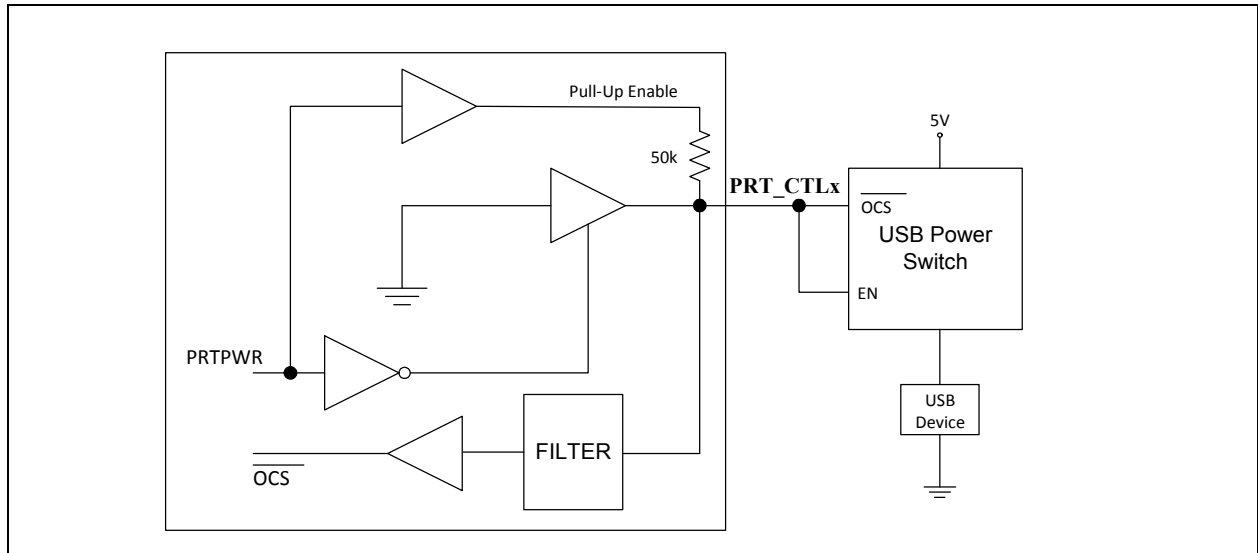 Pull-Up Enable
5V
50k
PRT_CTLx
OCS
USB Power
Switch
EN
PRTPWR
USB
Device
FILTER
OCS